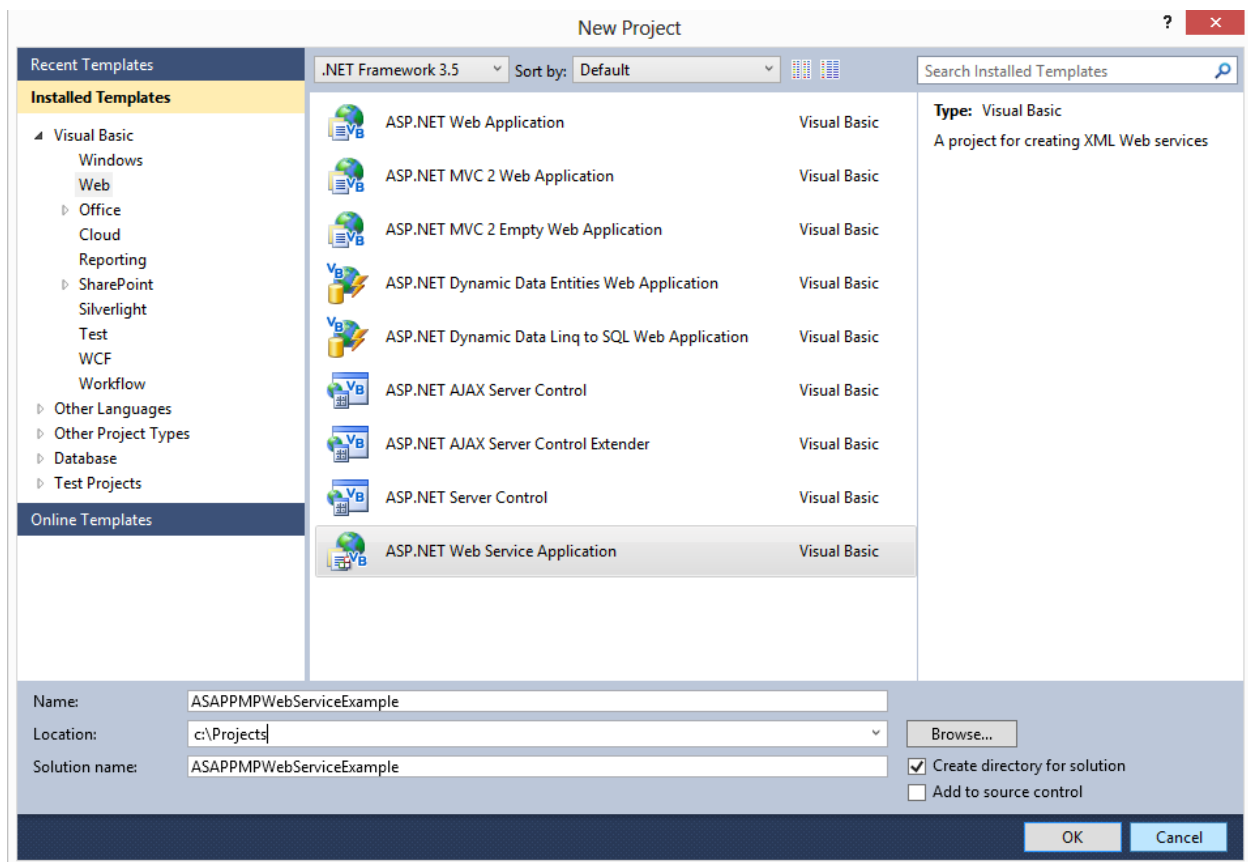 New Project
?
×
Recent Templates
Installed Templates
Visual Basic
Windows
Web
Office
Cloud
Reporting
SharePoint
Silverlight
Test
WCF
Workflow
Other Languages
Other Project Types
Database
Test Projects
Online Templates
.NET Framework 3.5 Sort by: Default
ASP.NET Web Application Visual Basic
ASP.NET MVC 2 Web Application Visual Basic
ASP.NET MVC 2 Empty Web Application Visual Basic
ASP.NET Dynamic Data Entities Web Application Visual Basic
ASP.NET Dynamic Data Linq to SQL Web Application Visual Basic
ASP.NET AJAX Server Control Visual Basic
ASP.NET AJAX Server Control Extender Visual Basic
ASP.NET Server Control Visual Basic
ASP.NET Web Service Application Visual Basic
Search Installed Templates
Type: Visual Basic
A project for creating XML Web services
Name: ASAPPMPWebServiceExample
Location: c:\Projects Browse...
Solution name: ASAPPMPWebServiceExample
Create directory for solution
Add to source control
OK Cancel